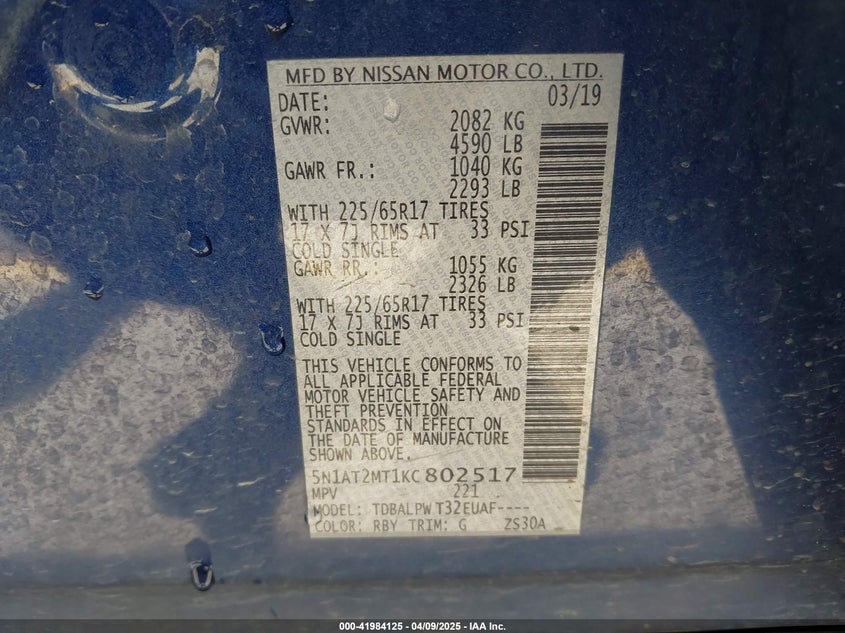 MFD BY NISSAN MOTOR CO., LTD.
DATE: 03/19
GVWR: 2082 KG
4590 LB
GAWR FR.: 1040 KG
2293 LB
WITH 225/65R17 TIRES
17 X 7J RIMS AT 33 PSI
COLD SINGLE
GAWR RR.: 1055 KG
2326 LB
WITH 225/65R17 TIRES
17 X 7J RIMS AT 33 PSI
COLD SINGLE
THIS VEHICLE CONFORMS TO
ALL APPLICABLE FEDERAL
MOTOR VEHICLE SAFETY AND
THEFT PREVENTION
STANDARDS IN EFFECT ON
THE DATE OF MANUFACTURE
SHOWN ABOVE.
5N1AT2MT1KC802517
MPV 221
MODEL: TDBALPW T32EUAF----
COLOR: RBY TRIM: G ZS30A
000-41984125 - 04/09/2025 - IAA Inc.